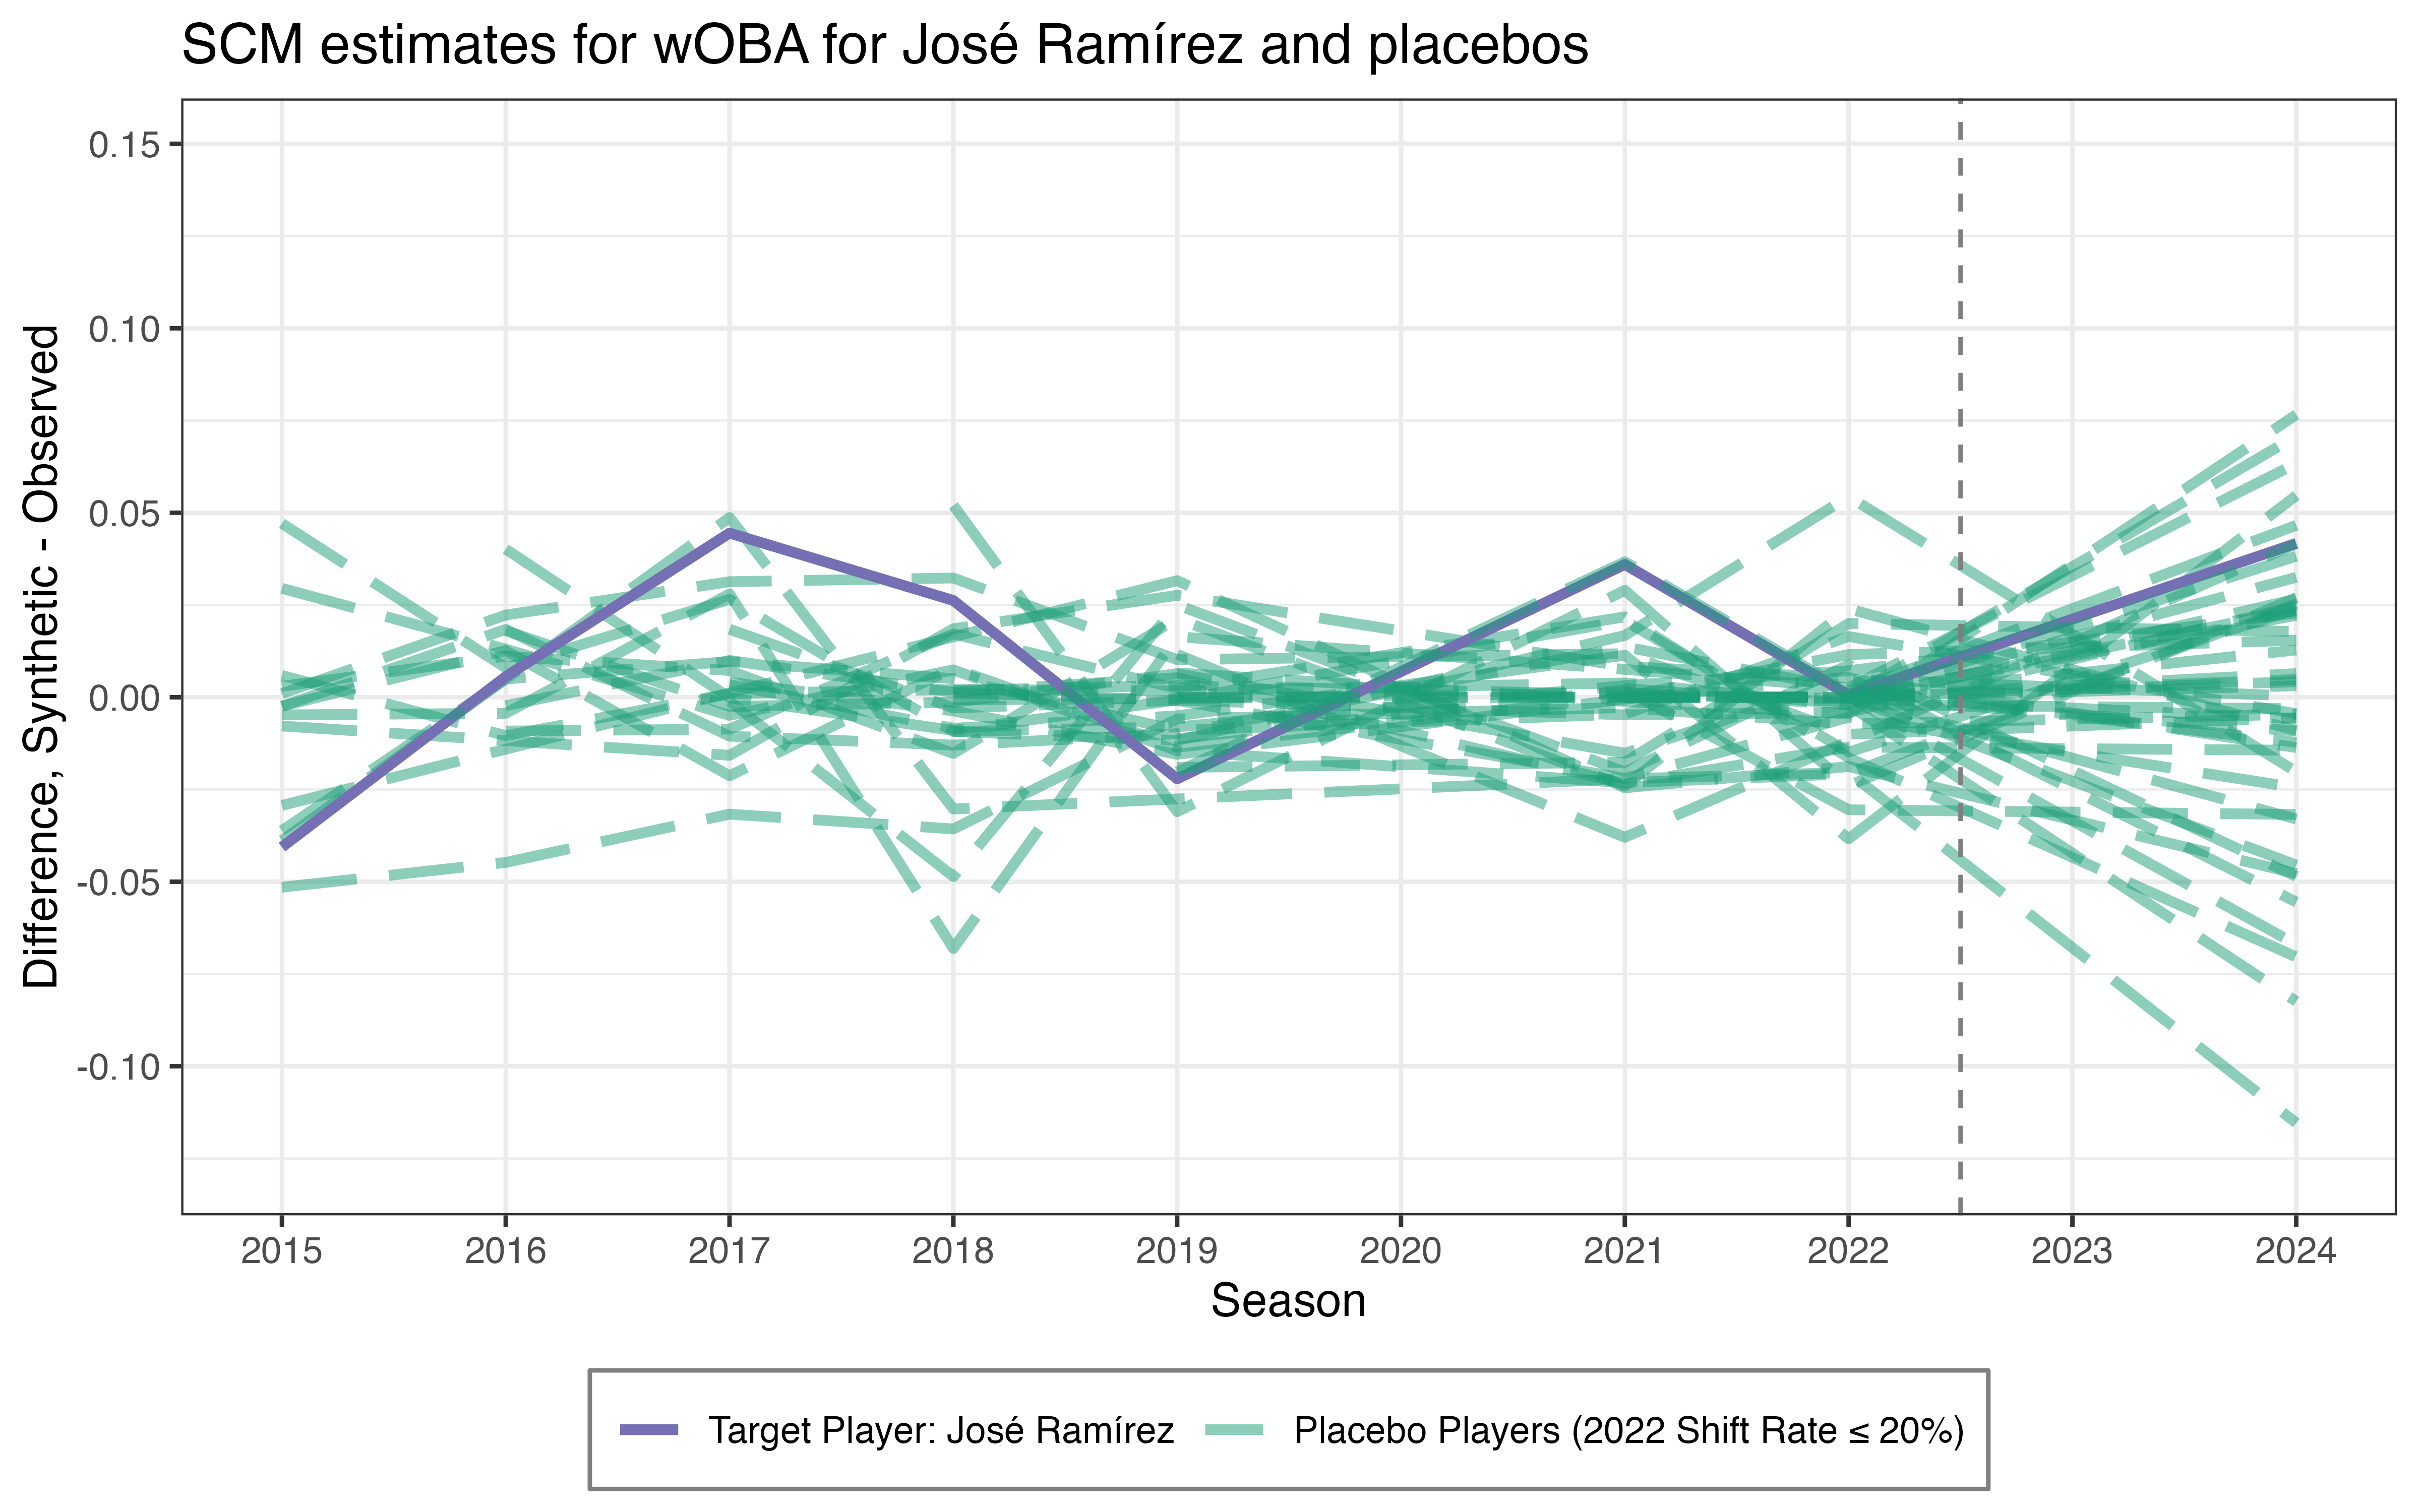 SCM estimates for wOBA for José Ramírez and placebos
Difference, Synthetic - Observed
0.15
0.10
0.05
0.00
-0.05
-0.10
2015 2016 2017 2018 2019 2020 2021 2022 2023 2024
Season
Target Player: José Ramírez Placebo Players (2022 Shift Rate ≤ 20%)